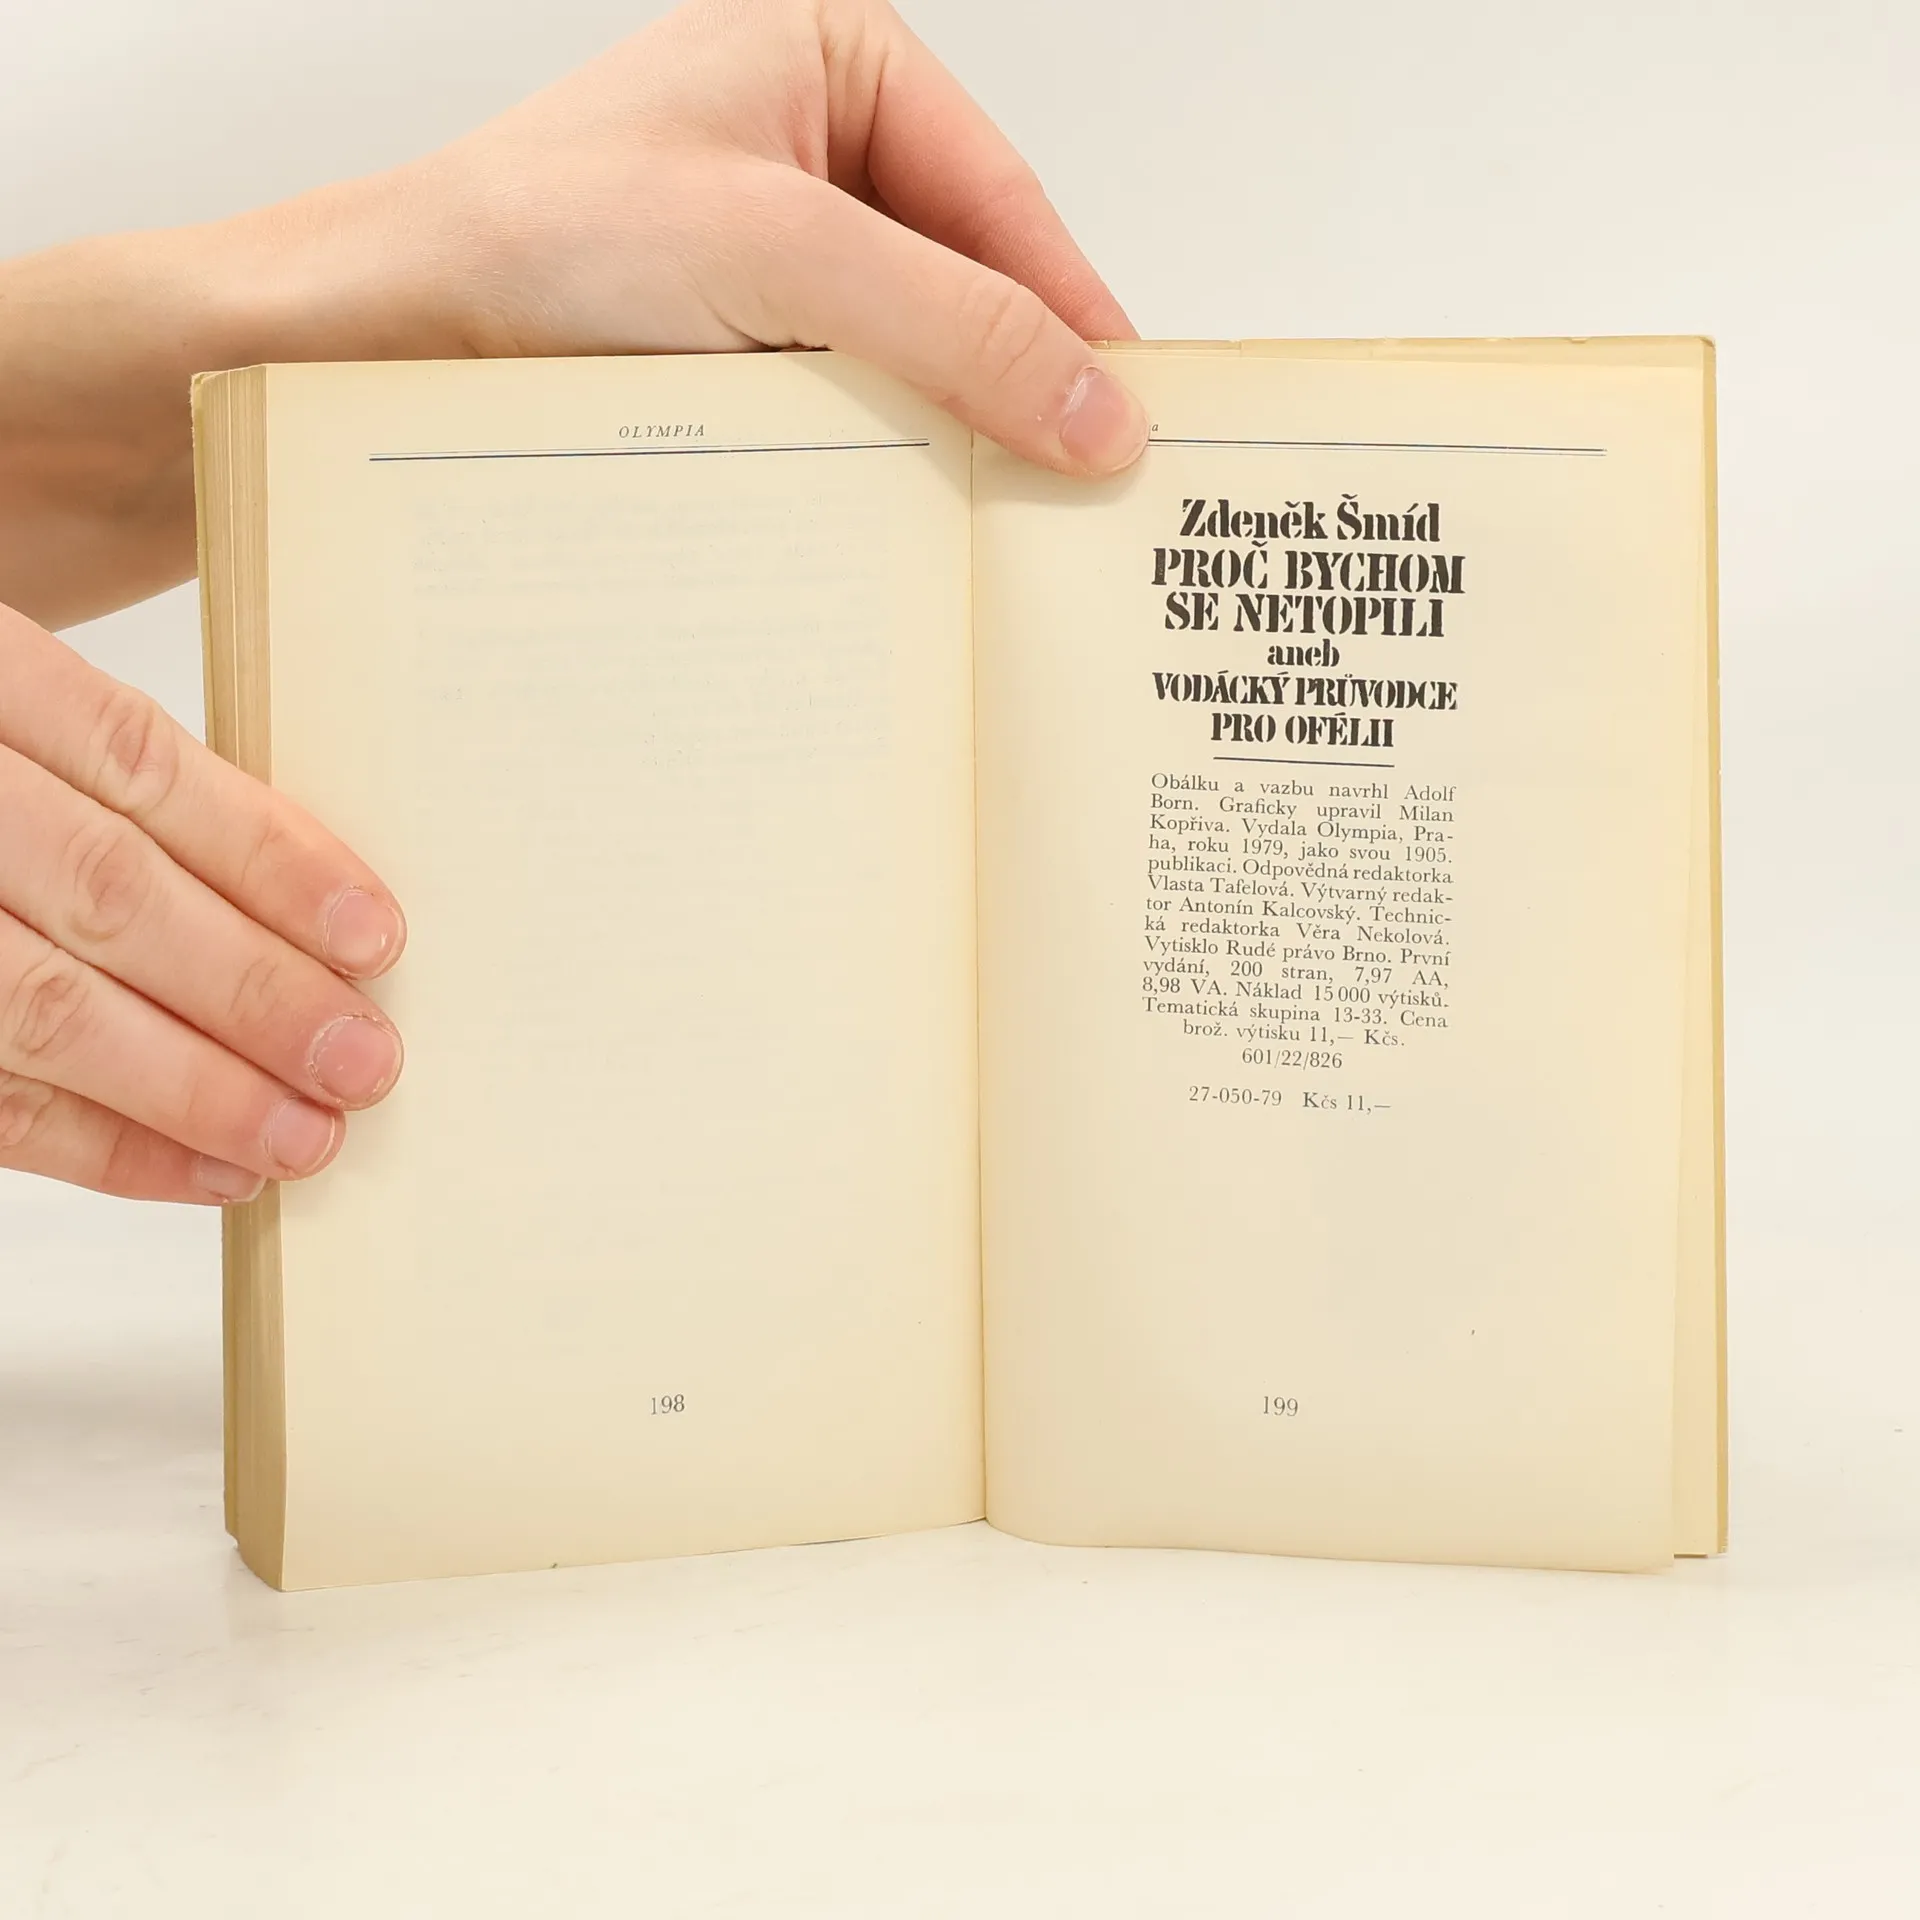 OLYMPIA
198
Zdeněk Šmíd
PROČ BYCHOM
SE NETOPILI
aneb
VODÁCKÝ PRŮVODCE
PRO OFÉLII
Obálku a vazbu navrhl Adolf
Born. Graficky upravil Milan
Kopřiva. Vydala Olympia, Pra-
ha, roku 1979, jako svou 1905.
publikaci. Odpovědná redaktorka
Vlasta Tafelová. Výtvarný redak-
tor Antonín Kalcovský. Technic-
ká redaktorka Věra Nekolová.
Vytisklo Rudé právo Brno. První
vydání, 200 stran, 7,97 AA,
8,98 VA. Náklad 15 000 výtisků.
Tematická skupina 13-33. Cena
brož. výtisku 11,— Kčs.
601/22/826
27-050-79 Kčs 11,—
199